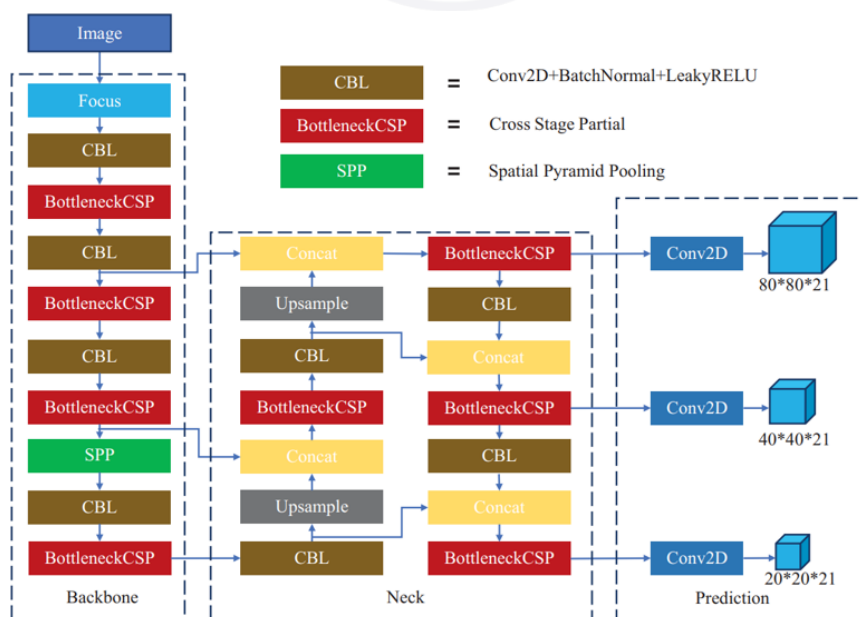 Image
Focus
CBL
BottleneckCSP
CBL
BottleneckCSP
CBL
BottleneckCSP
SPP
CBL
BottleneckCSP
Backbone
CBL = Conv2D+BatchNormal+LeakyRELU
BottleneckCSP = Cross Stage Partial
SPP = Spatial Pyramid Pooling
Concat
Upsample
CBL
BottleneckCSP
Concat
Upsample
CBL
BottleneckCSP
CBL
Concat
BottleneckCSP
CBL
Concat
BottleneckCSP
Neck
Conv2D
80*80*21
Conv2D
40*40*21
Conv2D
20*20*21
Prediction